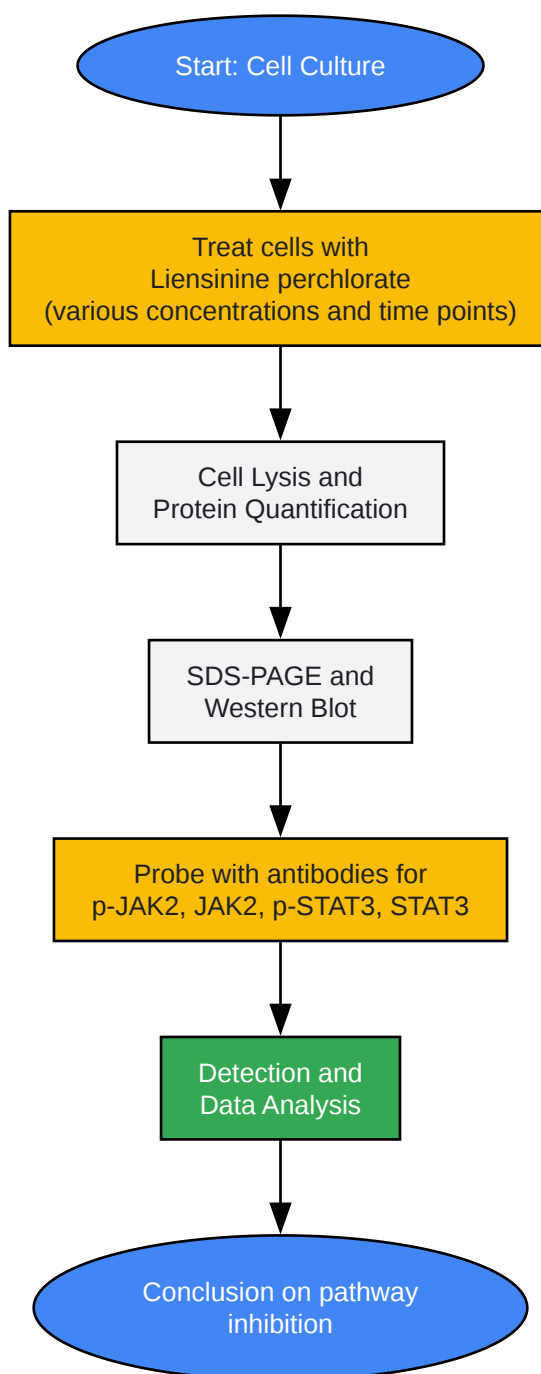 Start: Cell Culture
Treat cells with
Liensinine perchlorate
(various concentrations and time points)
Cell Lysis and
Protein Quantification
SDS-PAGE and
Western Blot
Probe with antibodies for
p-JAK2, JAK2, p-STAT3, STAT3
Detection and
Data Analysis
Conclusion on pathway
inhibition